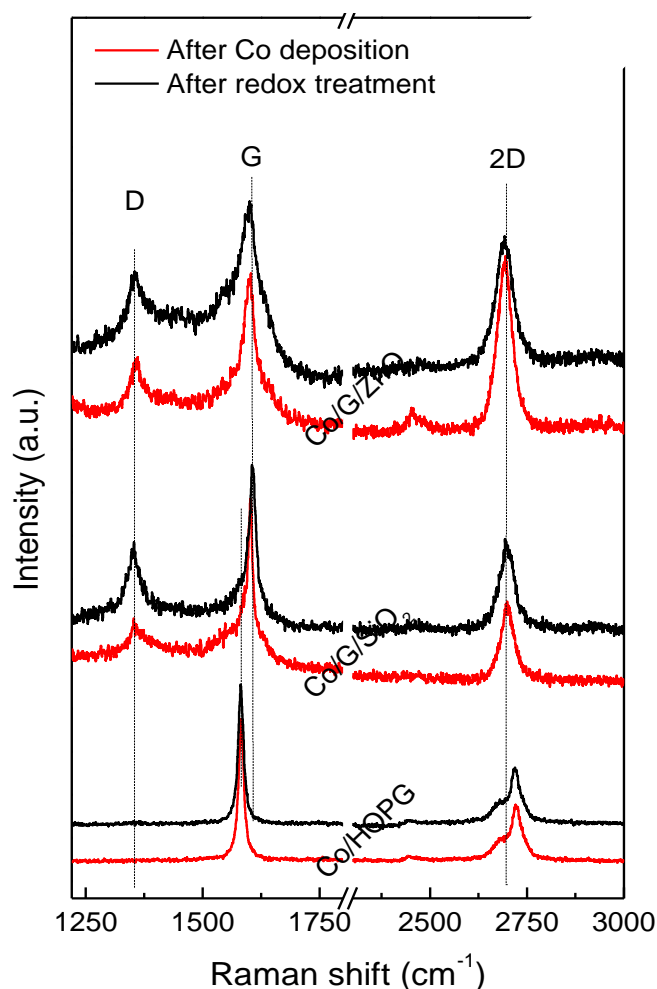 After Co deposition
After redox treatment
D
G
2D
Co/G/ZnO
Co/G/SiO₂
Co/HOPG
Intensity (a.u.)
1250 1500 1750 2500 2750 3000
Raman shift (cm⁻¹)